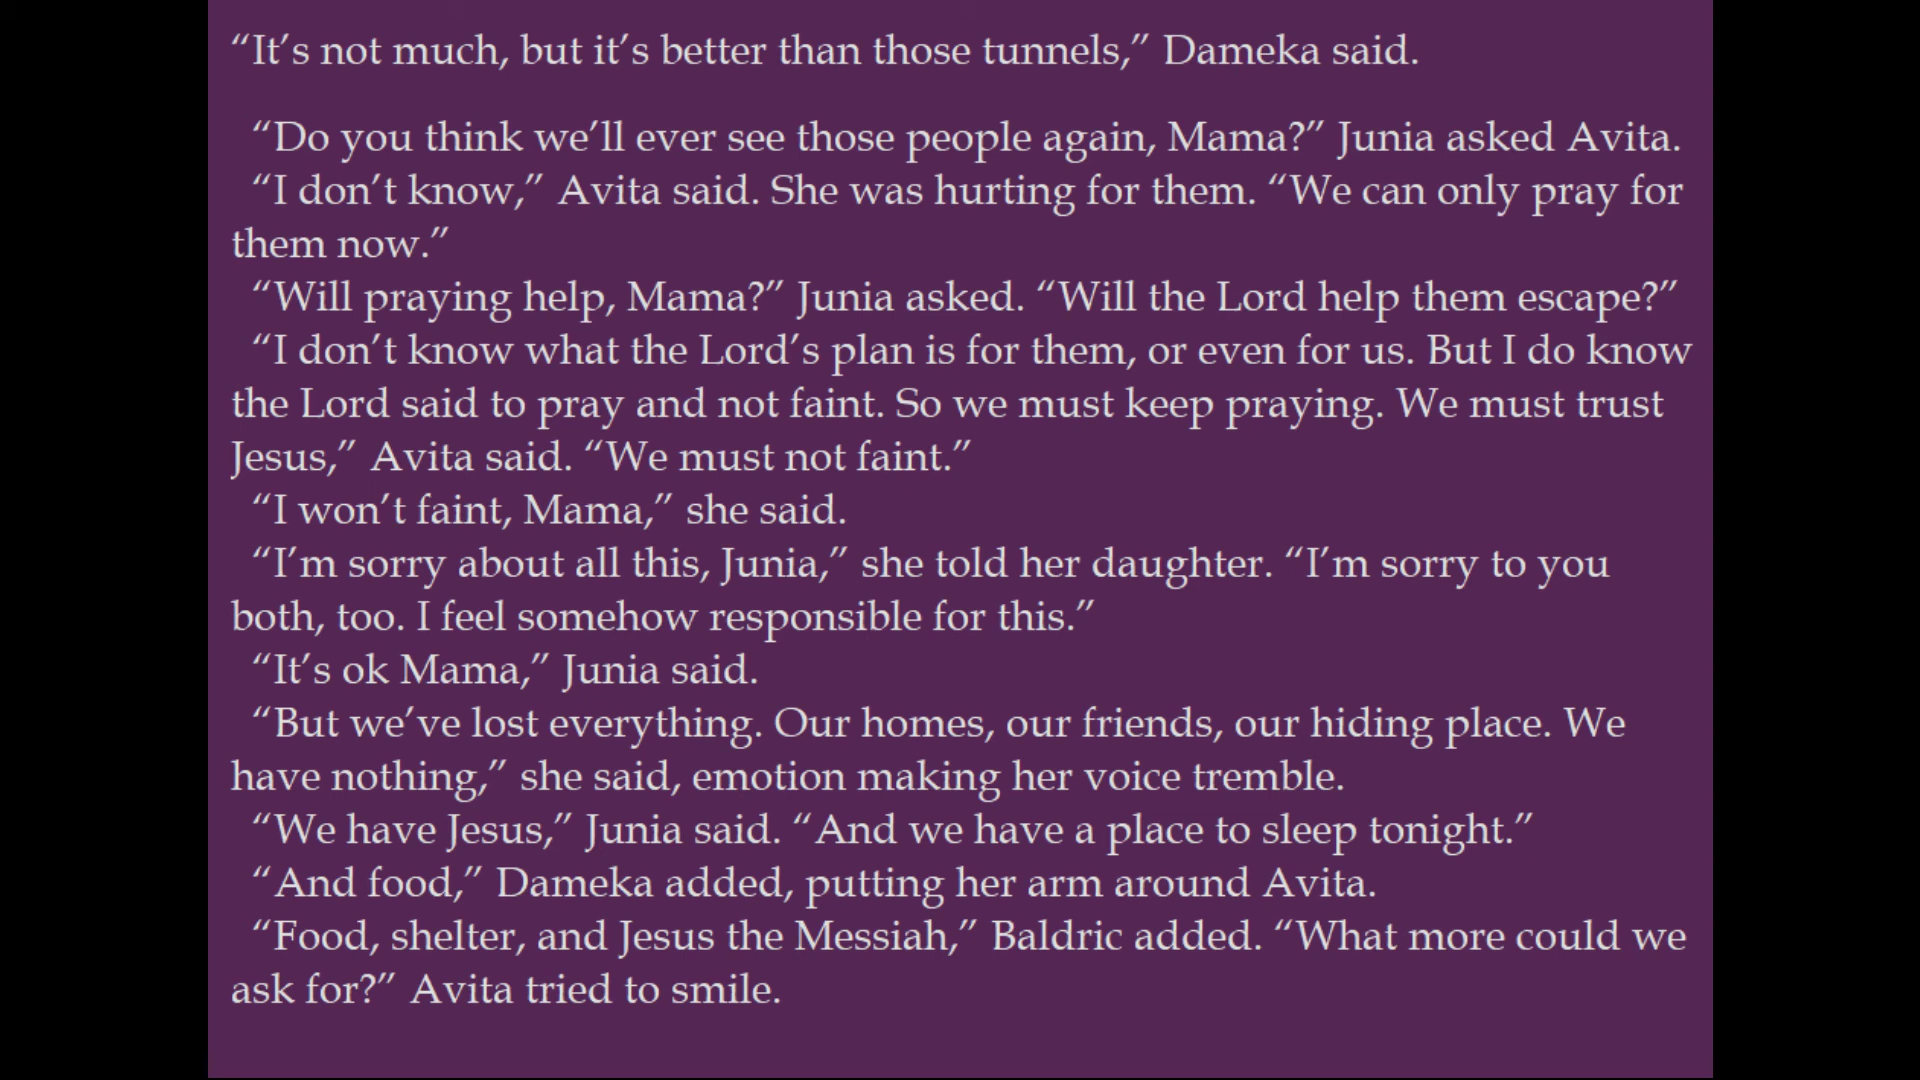 “It’s not much, but it’s better than those tunnels,” Dameka said.
“Do you think we’ll ever see those people again, Mama?” Junia asked Avita.
“I don’t know,” Avita said. She was hurting for them. “We can only pray for
them now.”
“Will praying help, Mama?” Junia asked. “Will the Lord help them escape?”
“I don’t know what the Lord’s plan is for them, or even for us. But I do know
the Lord said to pray and not faint. So we must keep praying. We must trust
Jesus,” Avita said. “We must not faint.”
“I won’t faint, Mama,” she said.
“I’m sorry about all this, Junia,” she told her daughter. “I’m sorry to you
both, too. I feel somehow responsible for this.”
“It’s ok Mama,” Junia said.
“But we’ve lost everything. Our homes, our friends, our hiding place. We
have nothing,” she said, emotion making her voice tremble.
“We have Jesus,” Junia said. “And we have a place to sleep tonight.”
“And food,” Dameka added, putting her arm around Avita.
“Food, shelter, and Jesus the Messiah,” Baldric added. “What more could we
ask for?” Avita tried to smile.